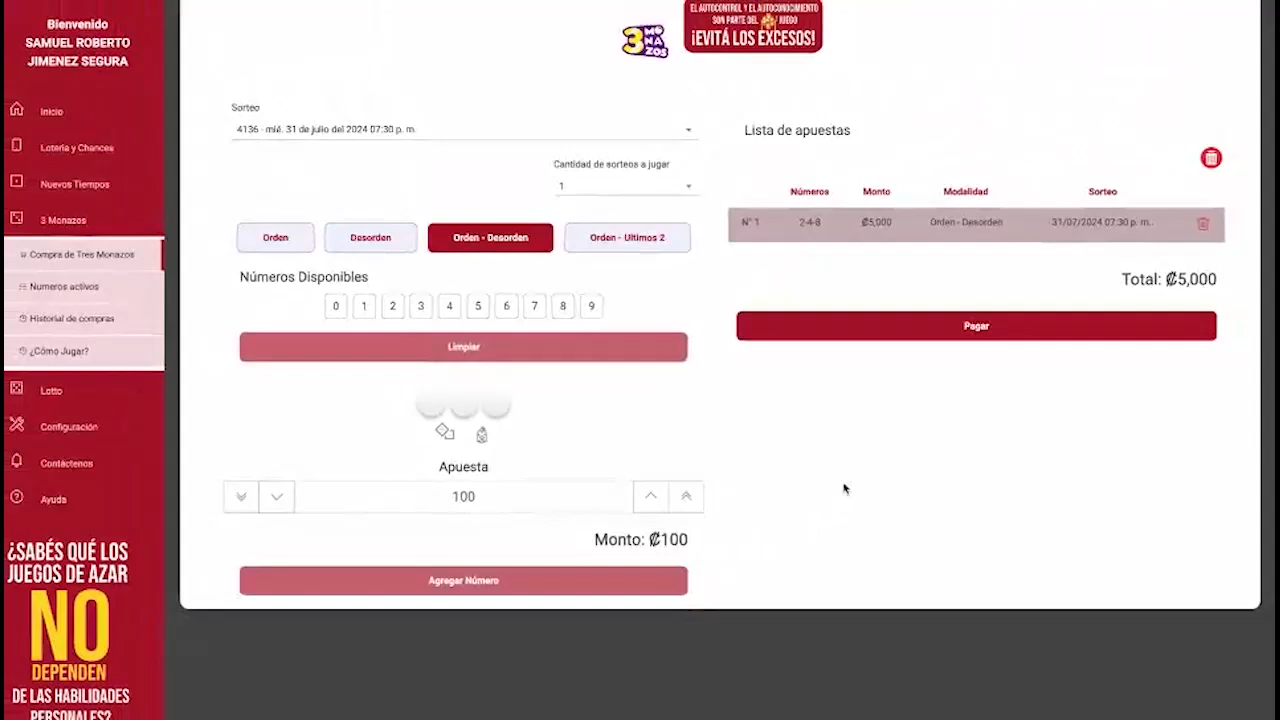 Bienvenido
SAMUEL ROBERTO
JIMENEZ SEGURA
Inicio
Lotería y Chances
Nuevos Tiempos
3 Monazos
Compra de Tres Monazos
Numeros activos
Historial de compras
¿Cómo Jugar?
Lotto
Configuración
Contáctenos
Ayuda
¿SABÉS QUÉ LOS
JUEGOS DE AZAR
NO
DEPENDEN
DE LAS HABILIDADES
PERSONALES?
3 MO
NA
ZOS
EL AUTOCONTROL Y EL AUTOCONOCIMIENTO
SON PARTE DEL JUEGO
¡EVITÁ LOS EXCESOS!
Sorteo
4136 - mié. 31 de julio del 2024 07:30 p. m.
Cantidad de sorteos a jugar
1
Orden
Desorden
Orden - Desorden
Orden - Ultimos 2
Números Disponibles
0 1 2 3 4 5 6 7 8 9
Limpiar
Apuesta
100
Monto: ₡100
Agregar Número
Lista de apuestas
Números Monto Modalidad Sorteo
N° 1 2-4-8 ₡5,000 Orden - Desorden 31/07/2024 07:30 p. m..
Total: ₡5,000
Pagar